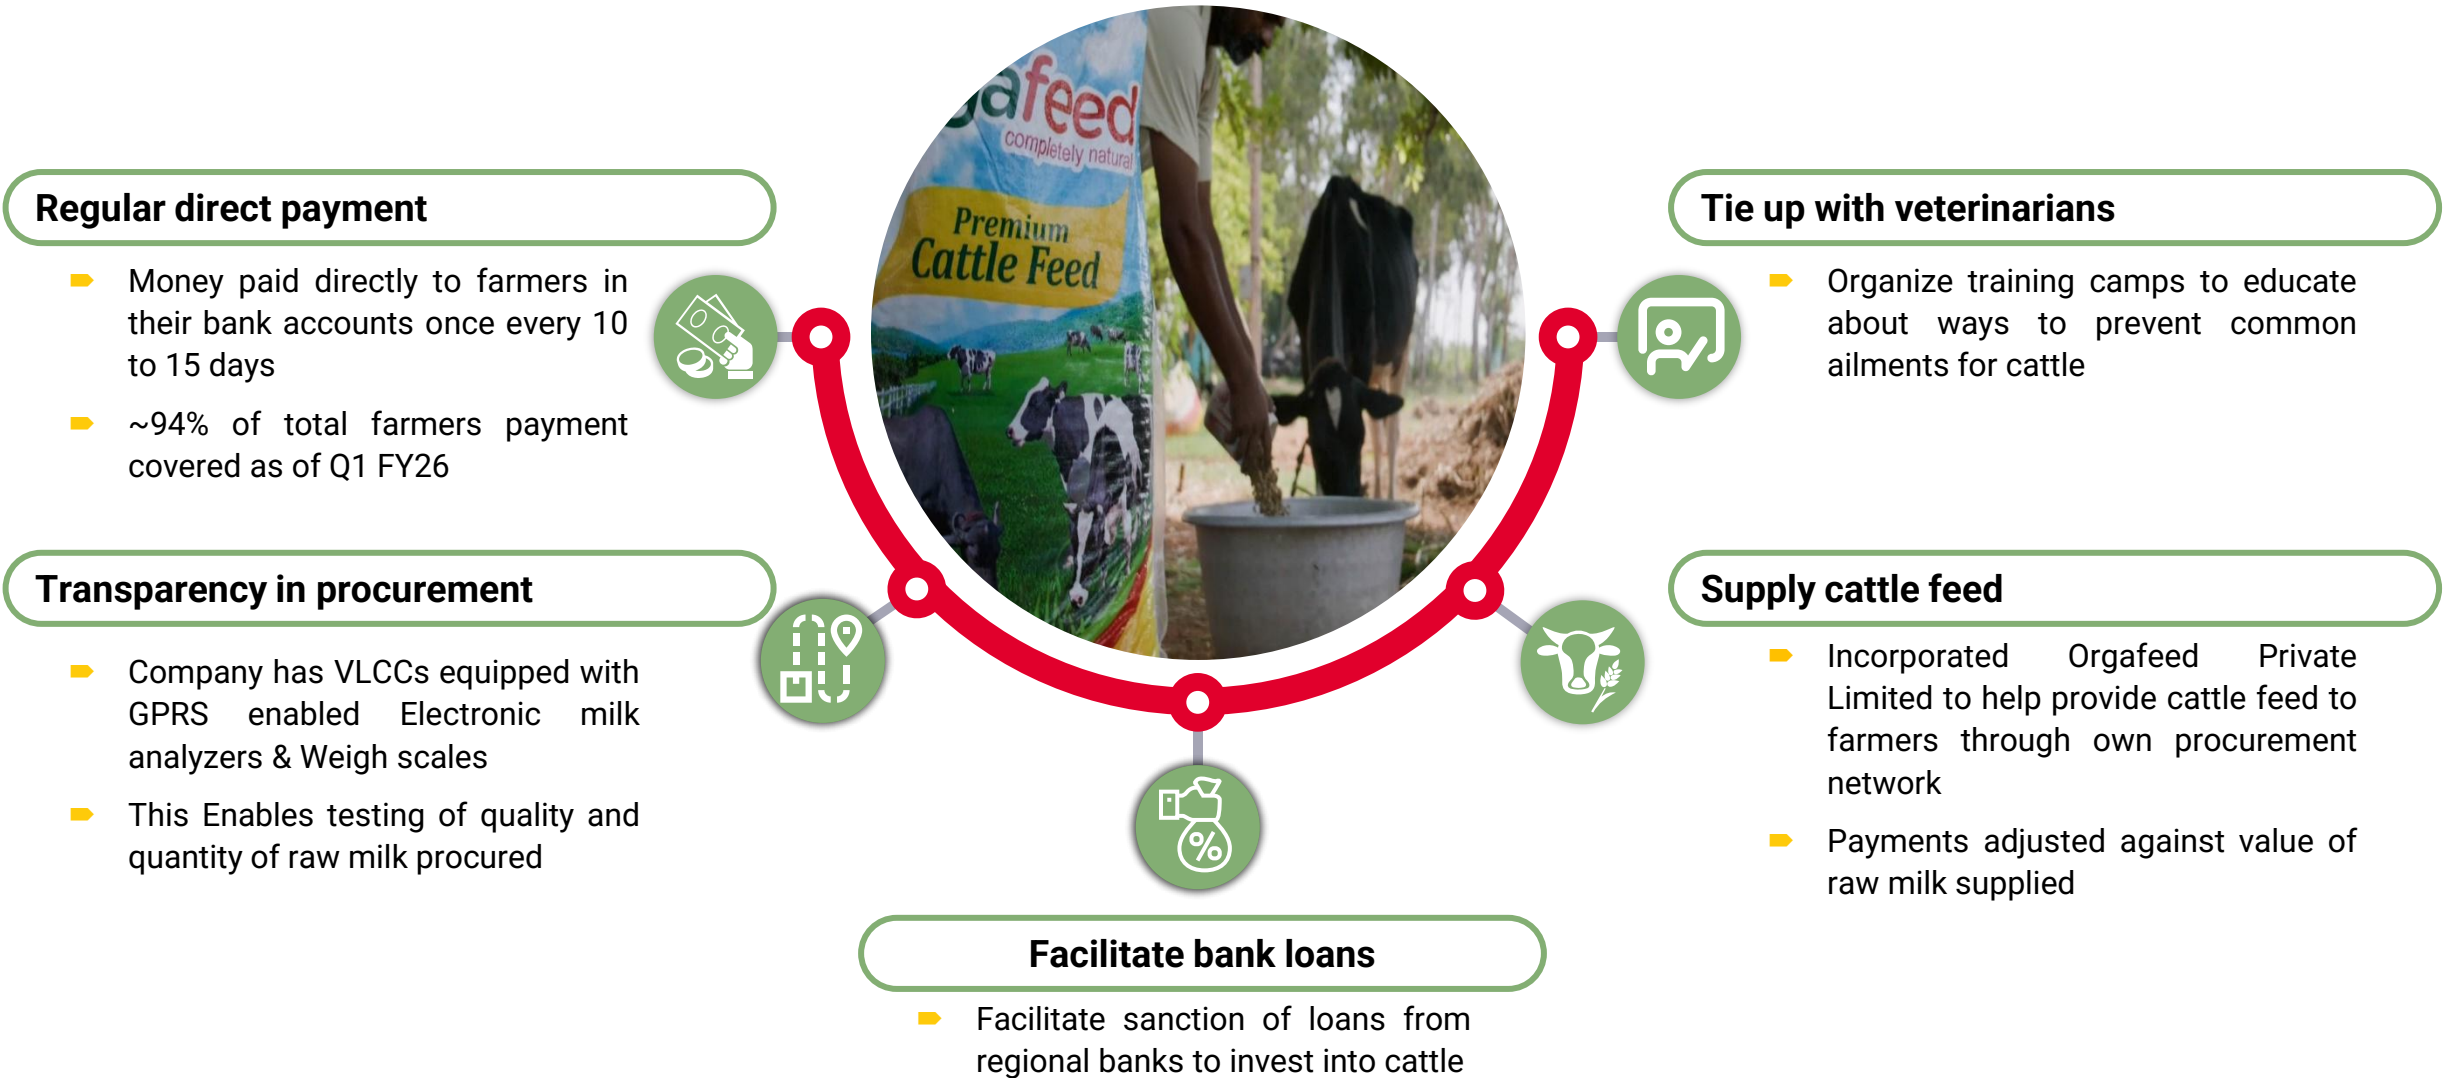 Regular direct payment
Money paid directly to farmers in
their bank accounts once every 10
to 15 days
~94% of total farmers payment
covered as of Q1 FY26
Transparency in procurement
Company has VLCCs equipped with
GPRS enabled Electronic milk
analyzers & Weigh scales
This Enables testing of quality and
quantity of raw milk procured
gafeed
completely natural
Premium
Cattle Feed
Facilitate bank loans
Facilitate sanction of loans from
regional banks to invest into cattle
Tie up with veterinarians
Organize training camps to educate
about ways to prevent common
ailments for cattle
Supply cattle feed
Incorporated Orgafeed Private
Limited to help provide cattle feed to
farmers through own procurement
network
Payments adjusted against value of
raw milk supplied